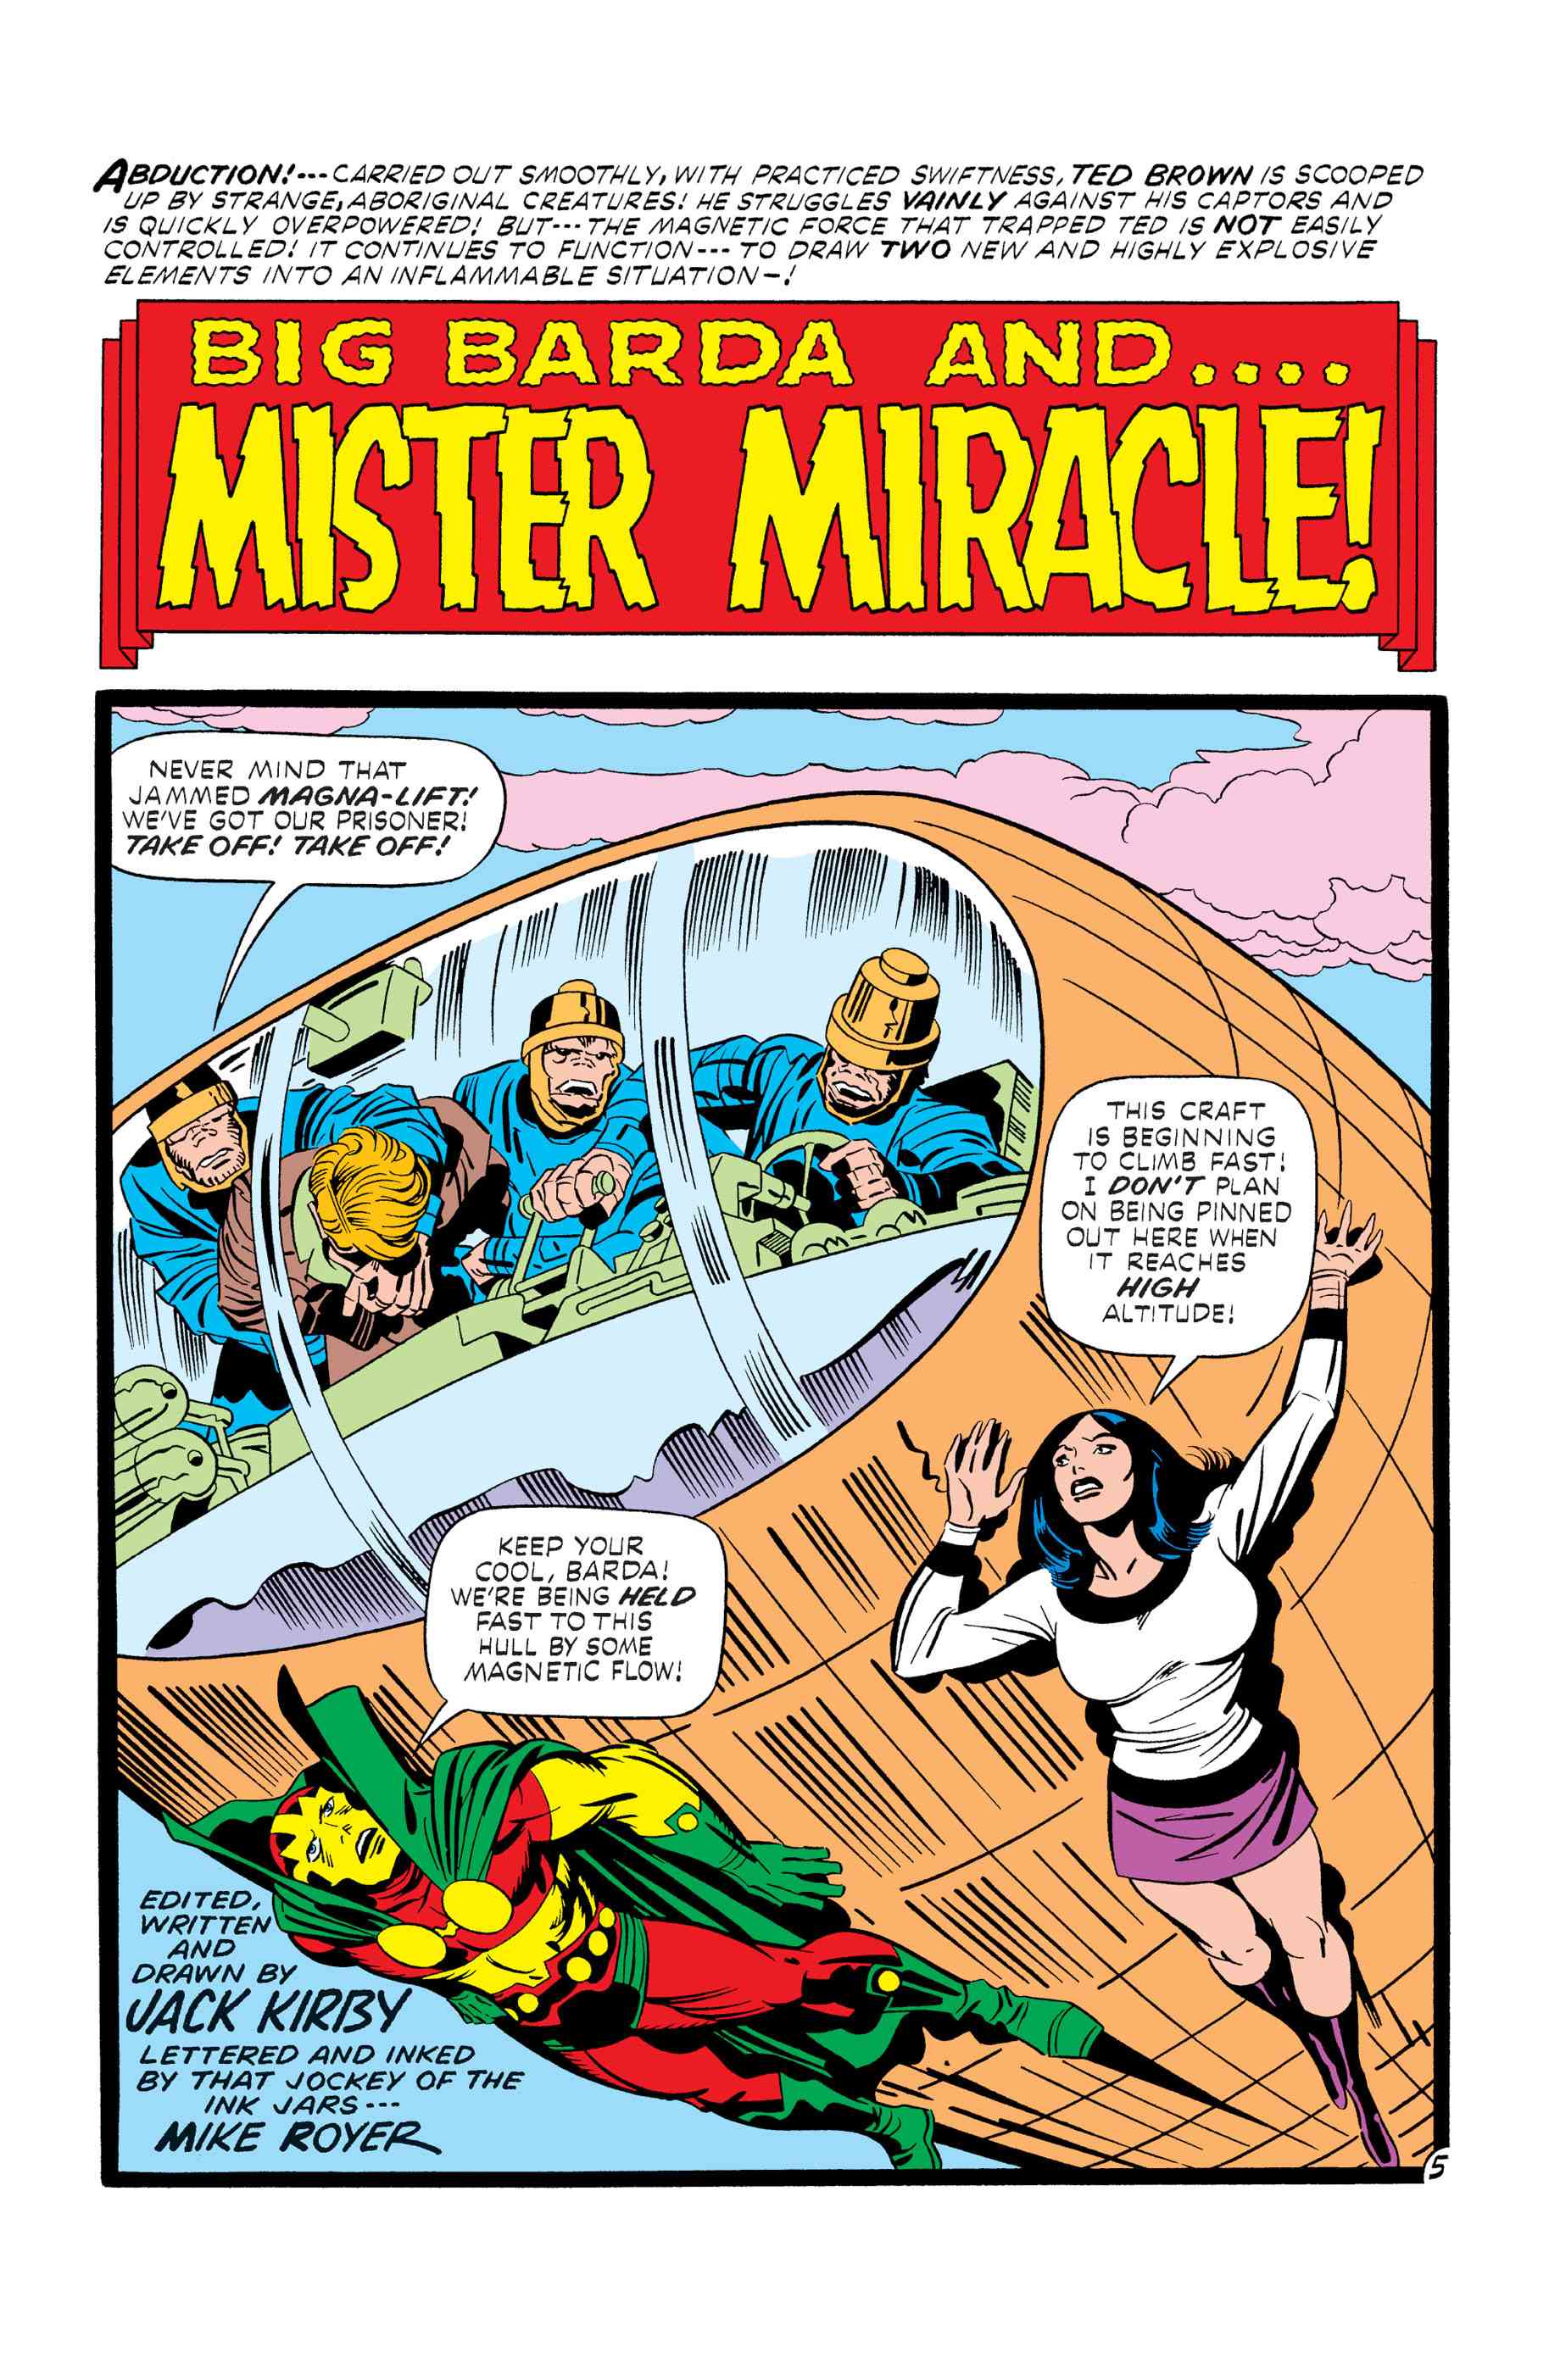 ABDUCTION!--- CARRIED OUT SMOOTHLY, WITH PRACTICED SWIFTNESS, TED BROWN IS SCOOPED
UP BY STRANGE, ABORIGINAL CREATURES! HE STRUGGLES VAINLY AGAINST HIS CAPTORS AND
IS QUICKLY OVERPOWERED! BUT--- THE MAGNETIC FORCE THAT TRAPPED TED IS NOT EASILY
CONTROLLED! IT CONTINUES TO FUNCTION--- TO DRAW TWO NEW AND HIGHLY EXPLOSIVE
ELEMENTS INTO AN INFLAMMABLE SITUATION-!
BIG BARDA AND....
MISTER MIRACLE!
NEVER MIND THAT
JAMMED MAGNA-LIFT!
WE'VE GOT OUR PRISONER!
TAKE OFF! TAKE OFF!
THIS CRAFT
IS BEGINNING
TO CLIMB FAST!
I DON'T PLAN
ON BEING PINNED
OUT HERE WHEN
IT REACHES
HIGH
ALTITUDE!
KEEP YOUR
COOL, BARDA!
WE'RE BEING HELD
FAST TO THIS
HULL BY SOME
MAGNETIC FLOW!
EDITED,
WRITTEN
AND
DRAWN BY
JACK KIRBY
LETTERED AND INKED
BY THAT JOCKEY OF THE
INK JARS---
MIKE ROYER
5